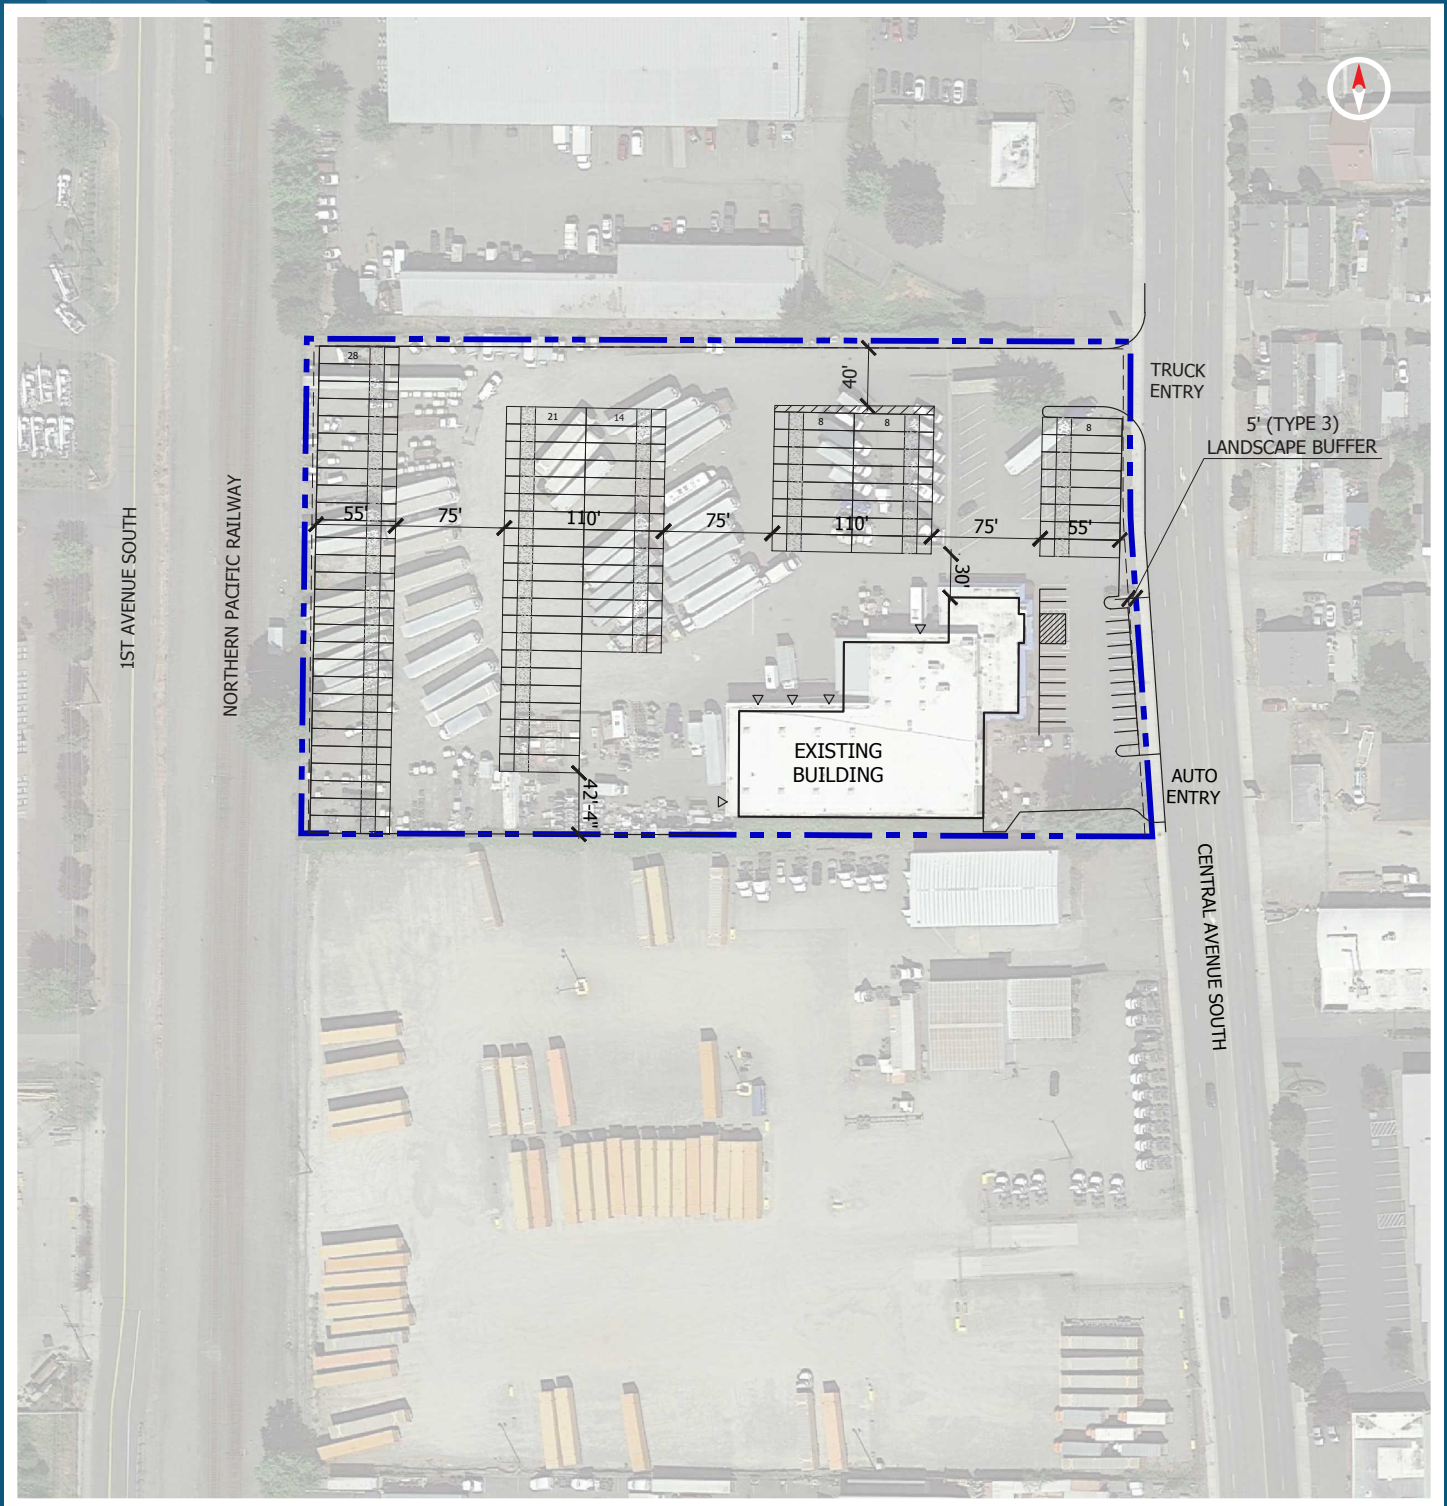 28
40'
TRUCK
ENTRY
21
14
8
8
8
5' (TYPE 3)
LANDSCAPE BUFFER
55'
75'
110'
75'
110'
75'
55'
30'
1ST AVENUE SOUTH
NORTHERN PACIFIC RAILWAY
EXISTING
BUILDING
42'-4"
AUTO
ENTRY
CENTRAL AVENUE SOUTH